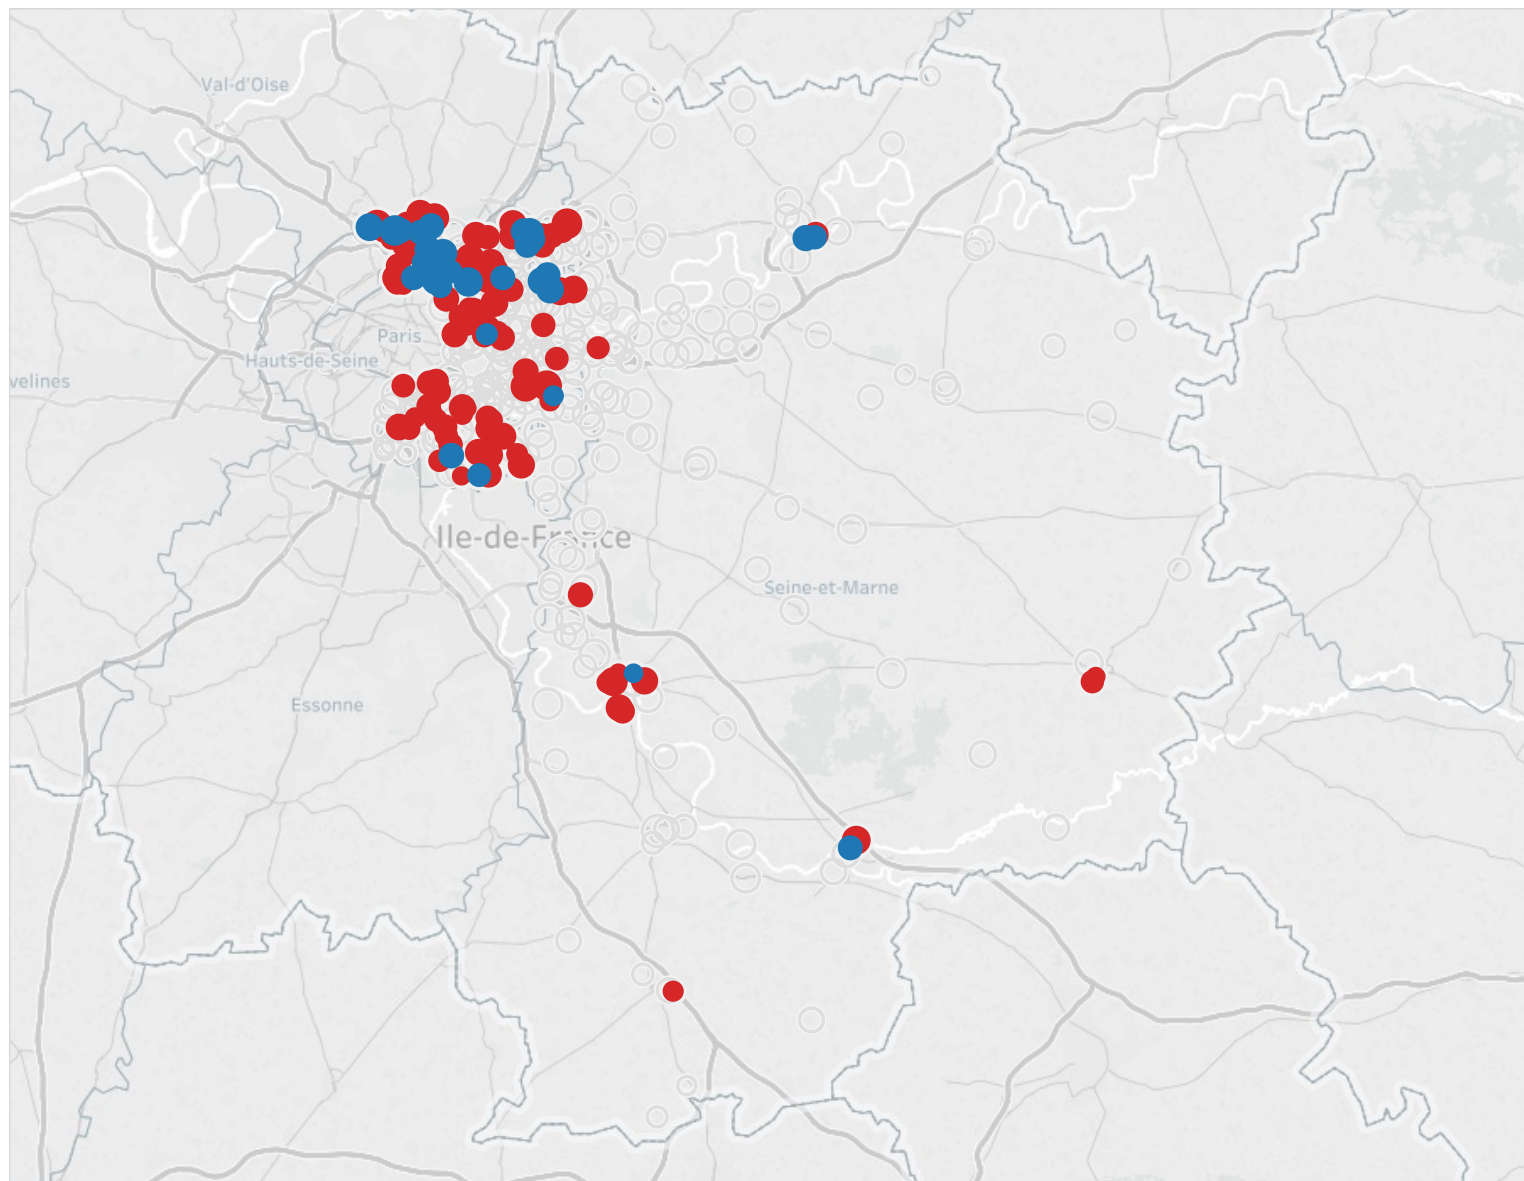 Val-d'Oise
Paris
Hauts-de-Seine
velines
Ile-de-France
Seine-et-Marne
Essonne